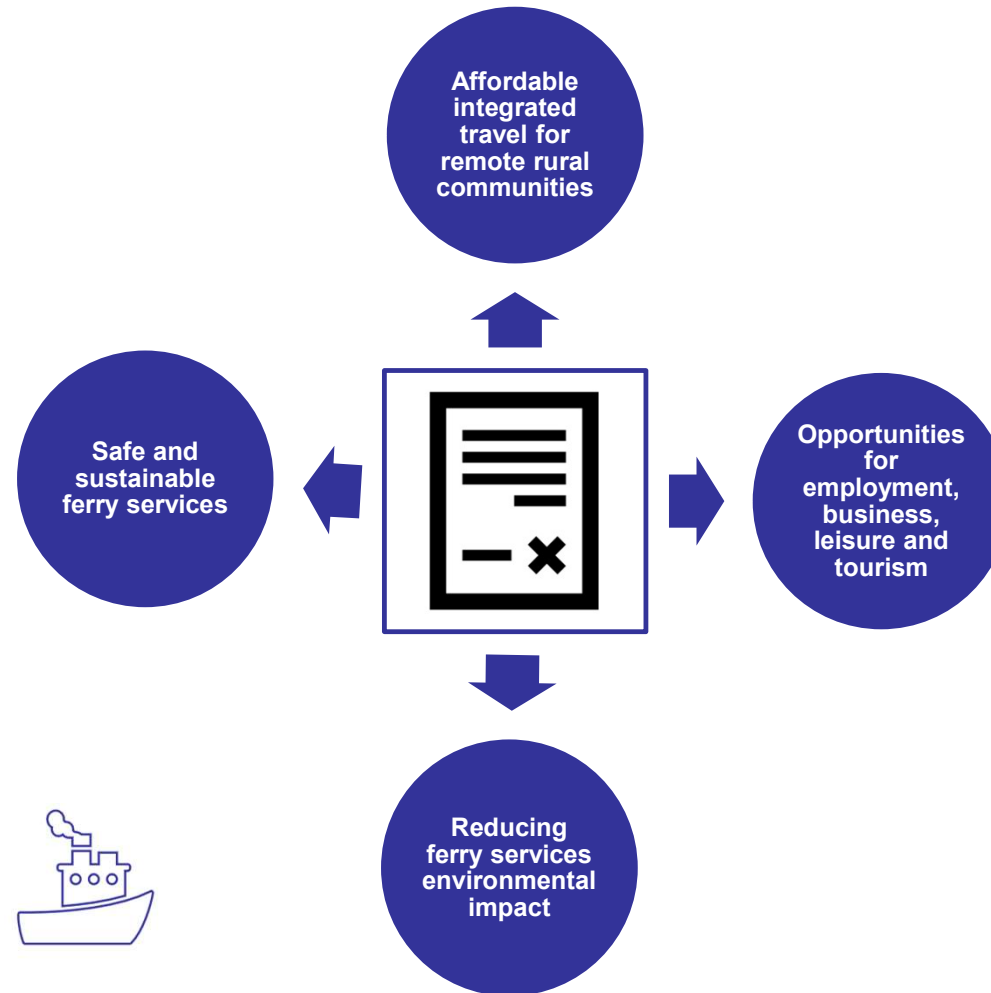 Affordable
integrated
travel for
remote rural
communities
Safe and
sustainable
ferry services
Opportunities
for
employment,
business,
leisure and
tourism
Reducing
ferry services
environmental
impact